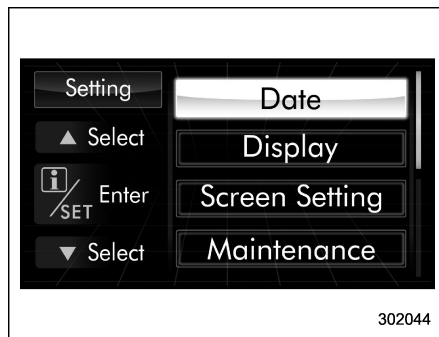 Setting
▲ Select
i/SET Enter
▼ Select
Date
Display
Screen Setting
Maintenance
302044